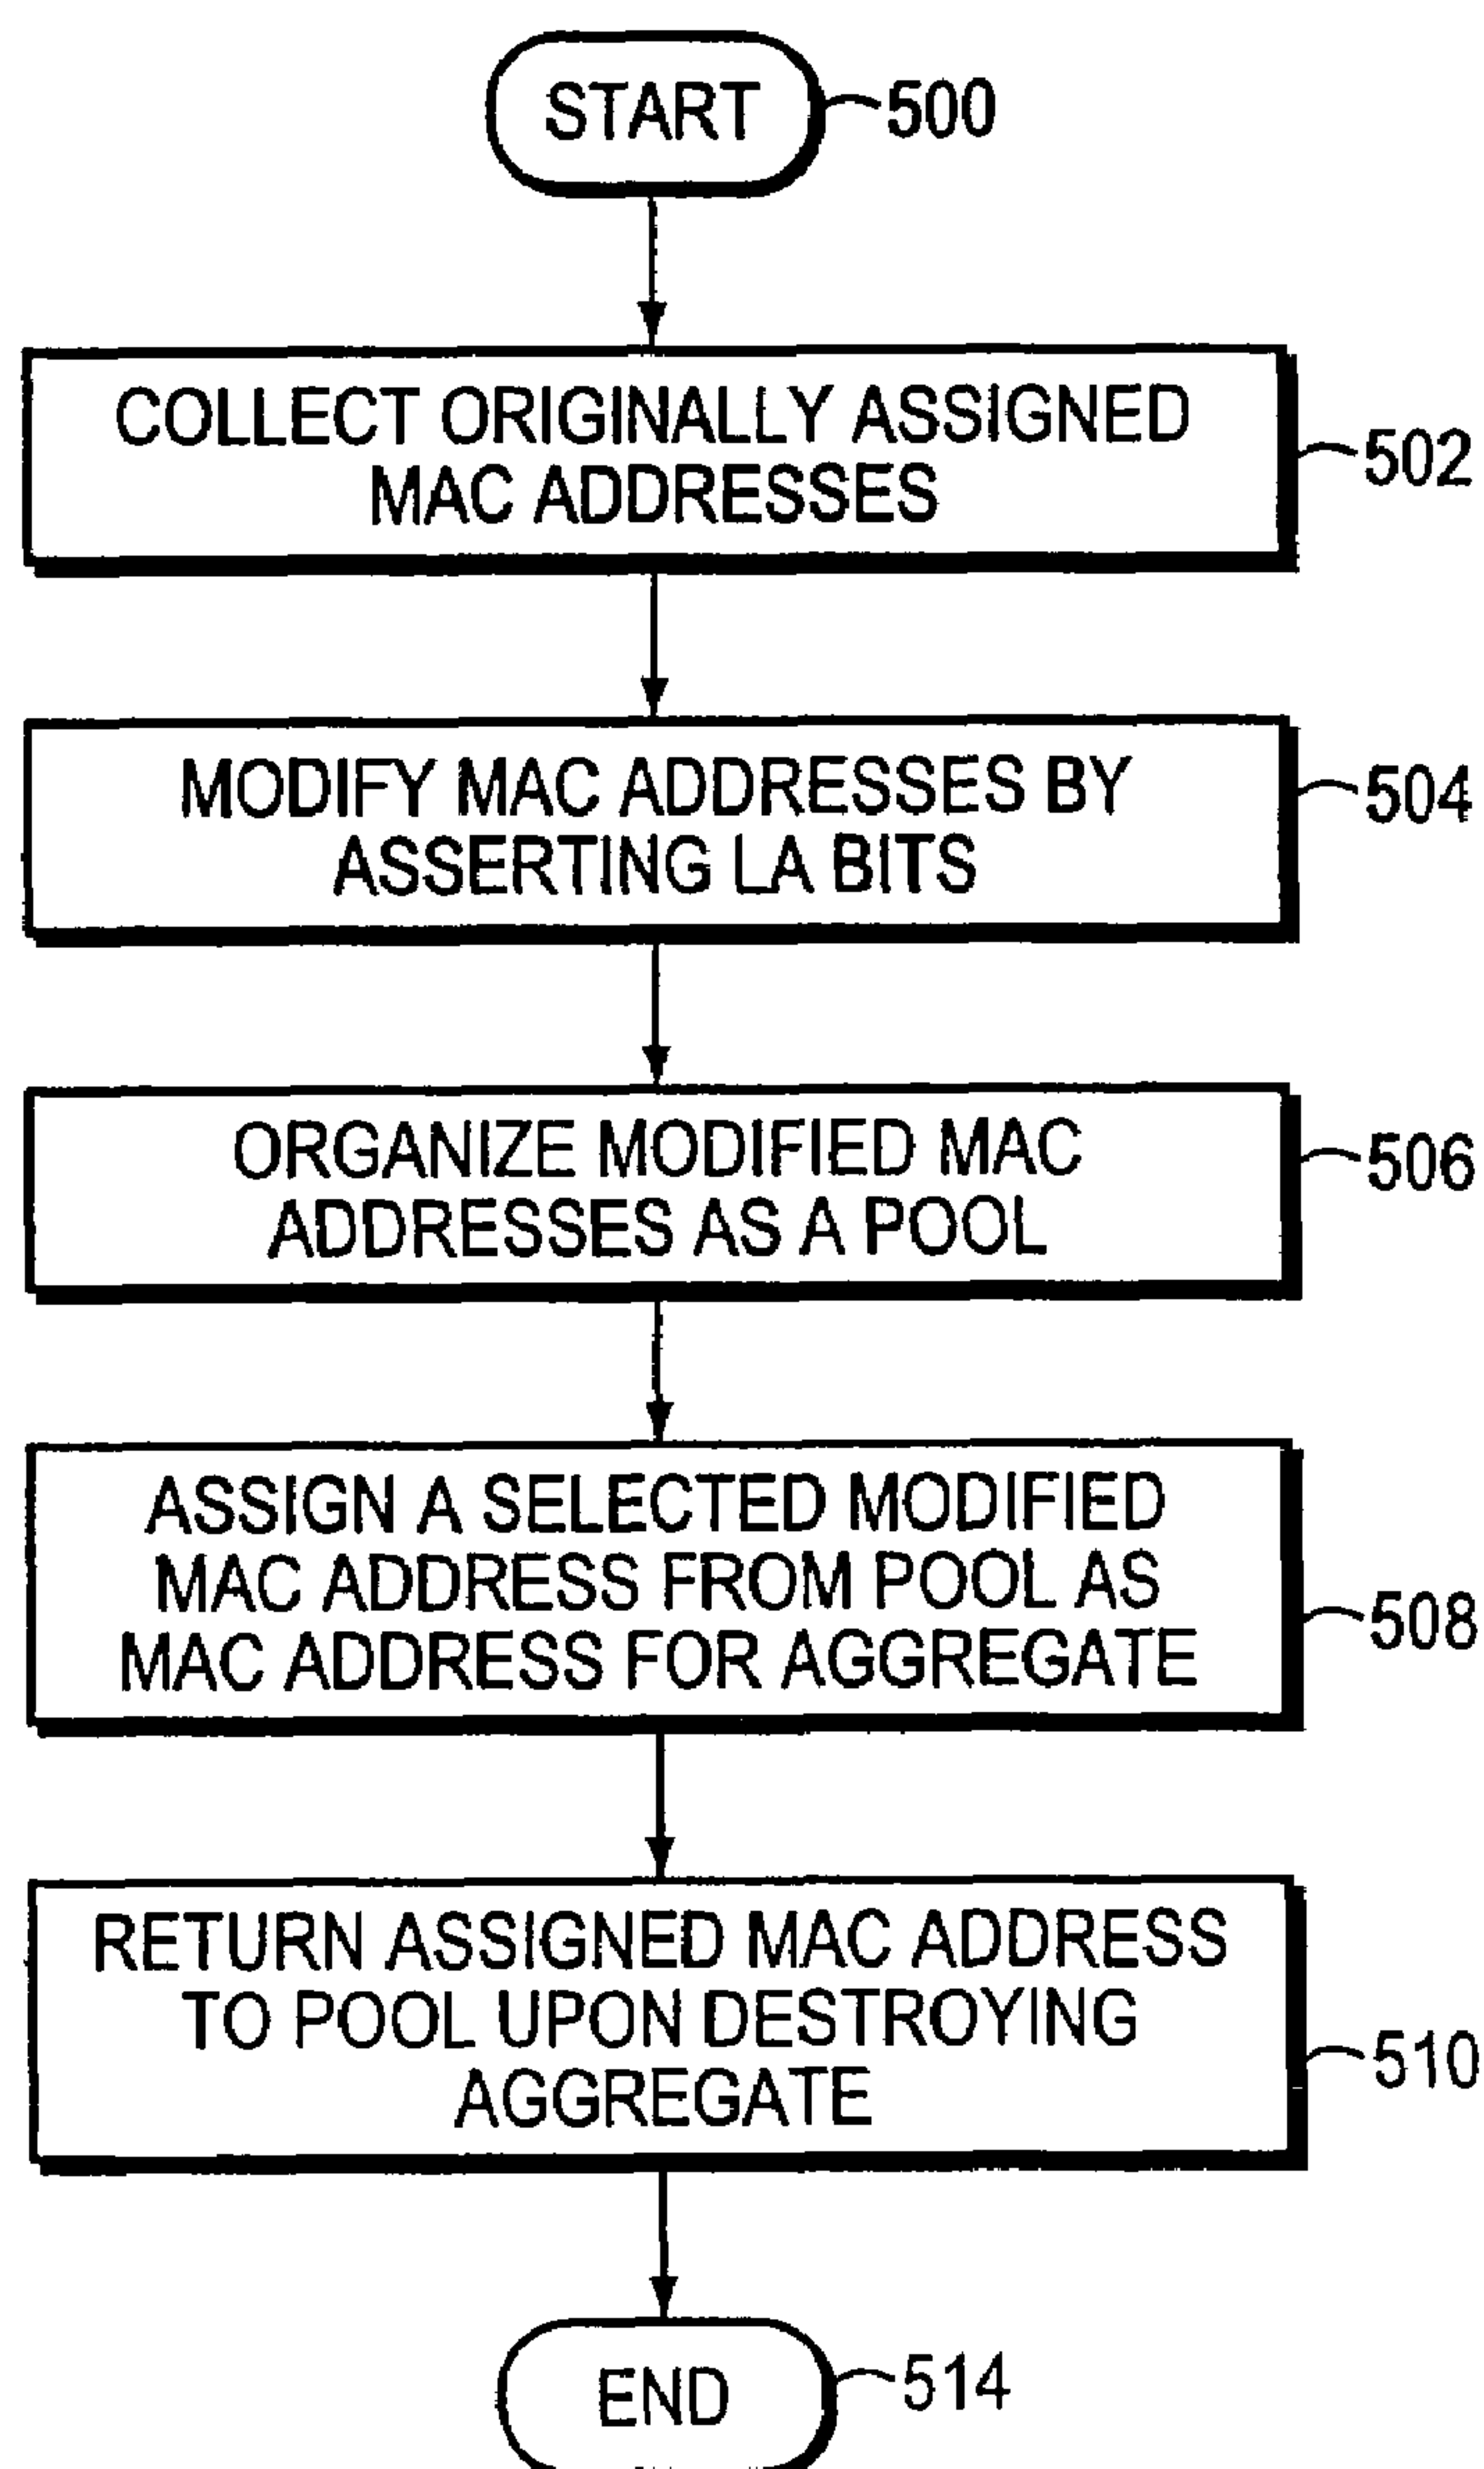 START 500
COLLECT ORIGINALLY ASSIGNED
MAC ADDRESSES
502
MODIFY MAC ADDRESSES BY
ASSERTING LA BITS
504
ORGANIZE MODIFIED MAC
ADDRESSES AS A POOL
506
ASSIGN A SELECTED MODIFIED
MAC ADDRESS FROM POOL AS
MAC ADDRESS FOR AGGREGATE
508
RETURN ASSIGNED MAC ADDRESS
TO POOL UPON DESTROYING
AGGREGATE
510
END 514